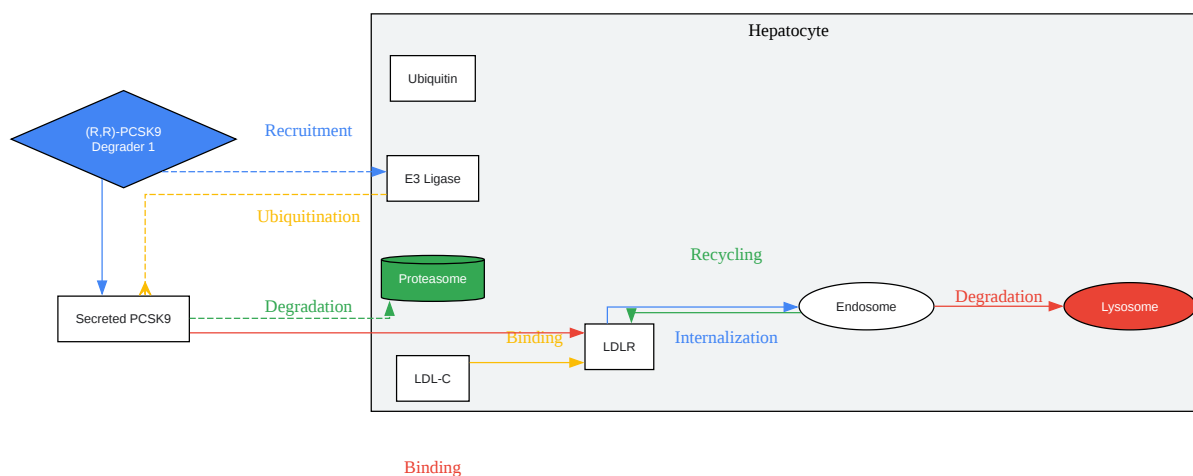 Hepatocyte
Ubiquitin
(R,R)-PCSK9
Degrader 1
Recruitment
E3 Ligase
Ubiquitination
Recycling
Proteasome
Degradation
Degradation
Endosome
Lysosome
Secreted PCSK9
Binding
LDLR
Internalization
LDL-C
Binding